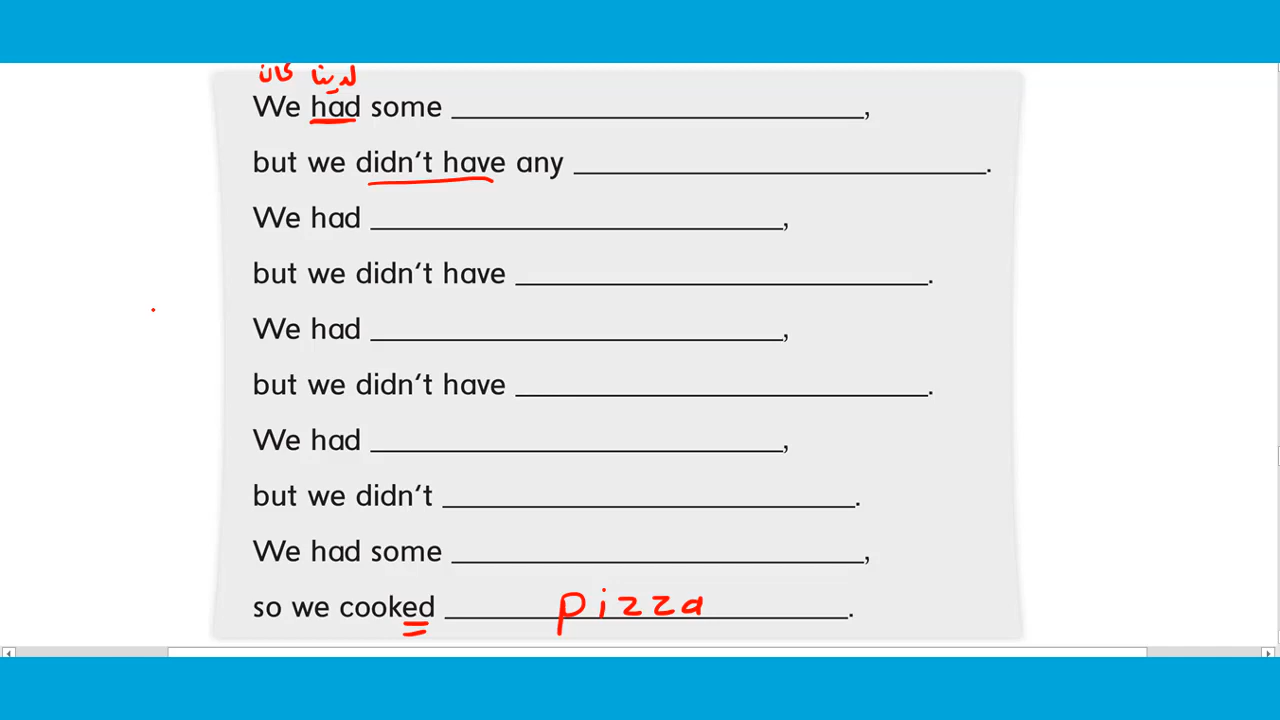 كان لدينا
We had some ,
but we didn't have any .
We had ,
but we didn't have .
We had ,
but we didn't have .
We had ,
but we didn't .
We had some ,
so we cooked pizza .